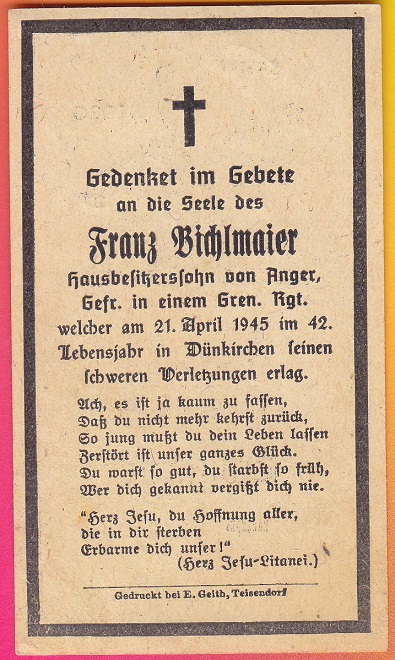 Gedenket im Gebete
an die Seele des
Franz Bichlmaier
Hausbesitzerssohn von Anger,
Gefr. in einem Gren. Rgt.
welcher am 21. April 1945 im 42.
Lebensjahr in Dünkirchen seinen
schweren Verletzungen erlag.
Ach, es ist ja kaum zu fassen,
Daß du nicht mehr kehrst zurück,
So jung mußt du dein Leben lassen
Zerstört ist unser ganzes Glück.
Du warst so gut, du starbst so früh,
Wer dich gekannt vergißt dich nie.
"Herz Jesu, du Hoffnung aller,
die in dir sterben
Erbarme dich unser!"
(Herz Jesu-Litanei.)
Gedruckt bei E. Geith, Teisendorf